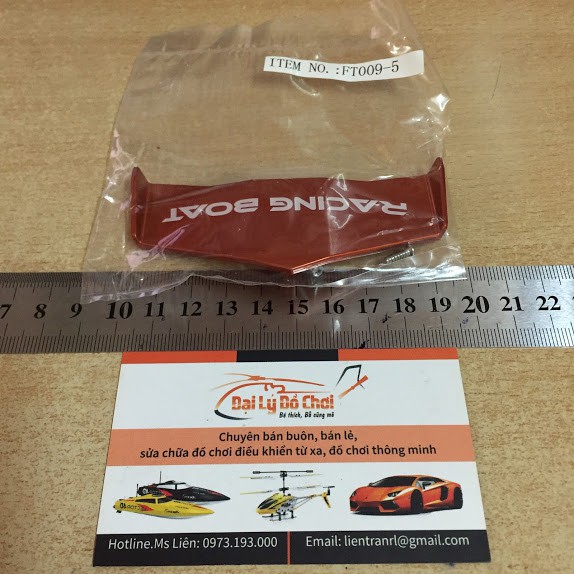 ITEM NO.:FT009-5
RACING BOAT
7 8 9 10 11 12 13 14 15 16 17 18 19 20 21 22
Đại Lý Đồ Chơi
Bé thích, Bố cũng mê
Chuyên bán buôn, bán lẻ,
sửa chữa đồ chơi điều khiển từ xa, đồ chơi thông minh
Hotline.Ms Liên: 0973.193.000
Email: lientranrl@gmail.com